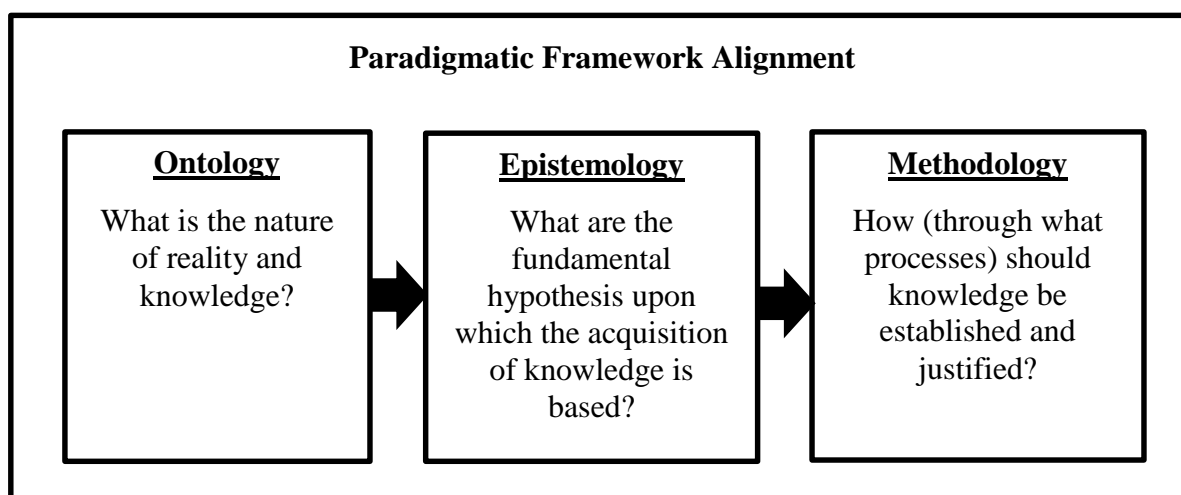 Paradigmatic Framework Alignment
Ontology
What is the nature
of reality and
knowledge?
Epistemology
What are the
fundamental
hypothesis upon
which the acquisition
of knowledge is
based?
Methodology
How (through what
processes) should
knowledge be
established and
justified?